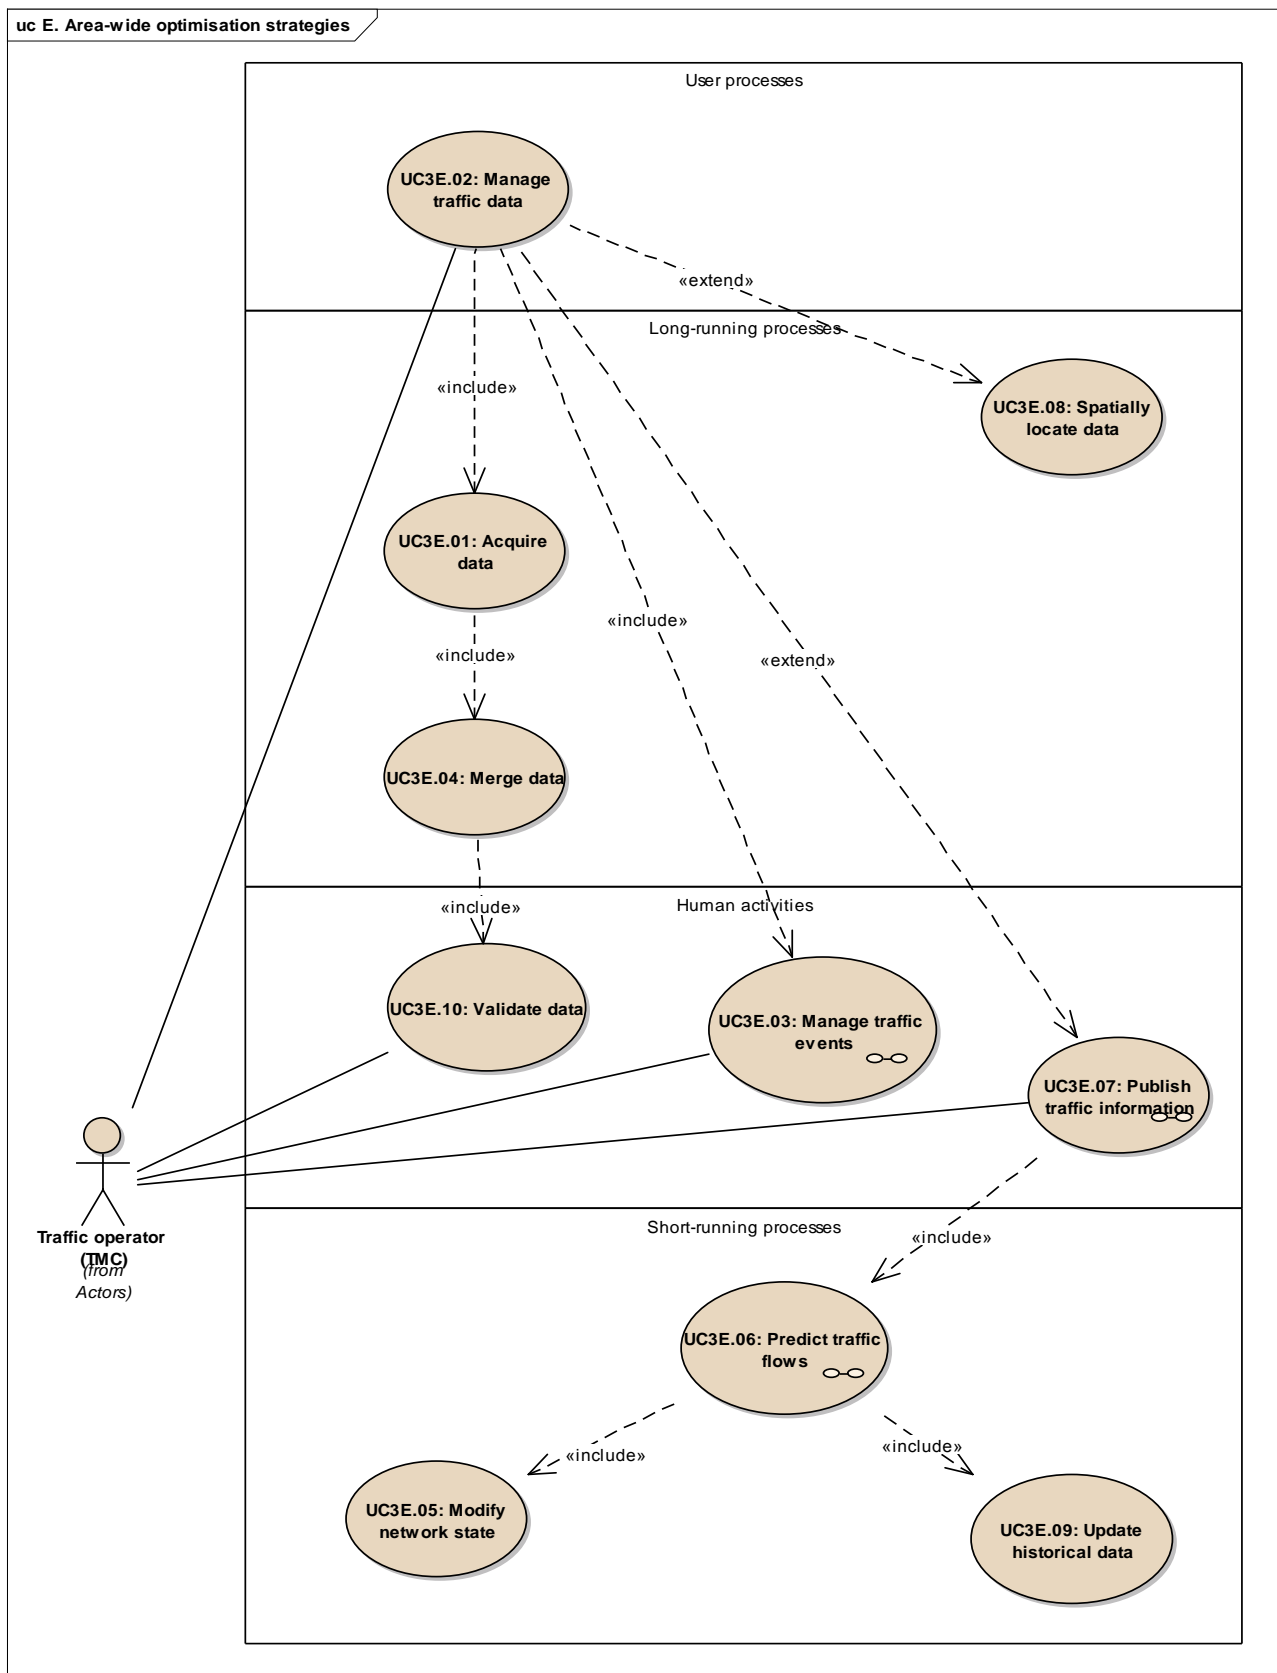 uc E. Area-wide optimisation strategies
User processes
UC3E.02: Manage
traffic data
«extend»
Long-running processes
«include»
UC3E.08: Spatially
locate data
UC3E.01: Acquire
data
«include»
«include»
«extend»
UC3E.04: Merge data
«include»
Human activities
UC3E.10: Validate data
UC3E.03: Manage traffic
events
UC3E.07: Publish
traffic information
Traffic operator
(TMC)
(from
Actors)
Short-running processes
«include»
UC3E.06: Predict traffic
flows
«include»
«include»
UC3E.05: Modify
network state
UC3E.09: Update
historical data